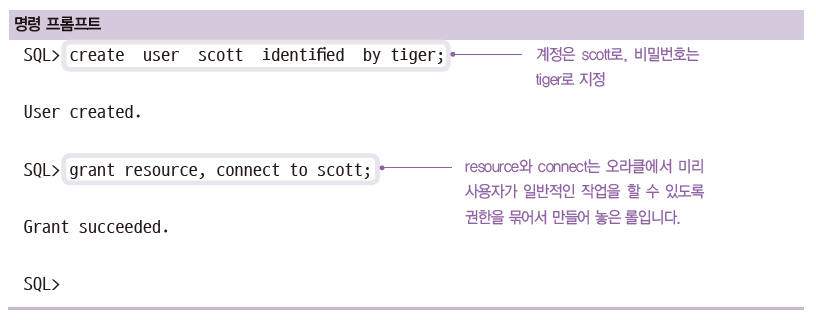 명령 프롬프트
SQL> create user scott identified by tiger;
계정은 scott로, 비밀번호는
tiger로 지정
User created.
SQL> grant resource, connect to scott;
resource와 connect는 오라클에서 미리
사용자가 일반적인 작업을 할 수 있도록
권한을 묶어서 만들어 놓은 롤입니다.
Grant succeeded.
SQL>